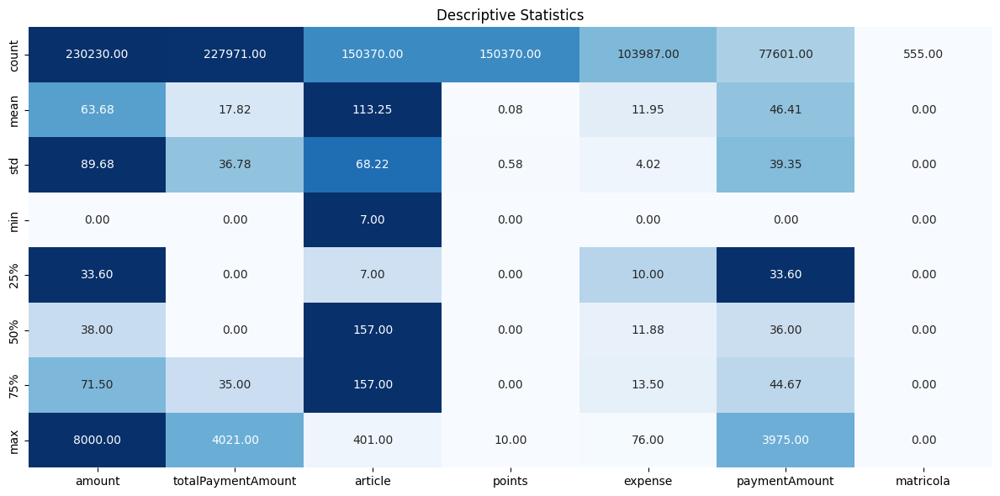 Descriptive Statistics
count 230230.00 227971.00 150370.00 150370.00 103987.00 77601.00 555.00
mean 63.68 17.82 113.25 0.08 11.95 46.41 0.00
std 89.68 36.78 68.22 0.58 4.02 39.35 0.00
min 0.00 0.00 7.00 0.00 0.00 0.00 0.00
25% 33.60 0.00 7.00 0.00 10.00 33.60 0.00
50% 38.00 0.00 157.00 0.00 11.88 36.00 0.00
75% 71.50 35.00 157.00 0.00 13.50 44.67 0.00
max 8000.00 4021.00 401.00 10.00 76.00 3975.00 0.00
amount totalPaymentAmount article points expense paymentAmount matricola